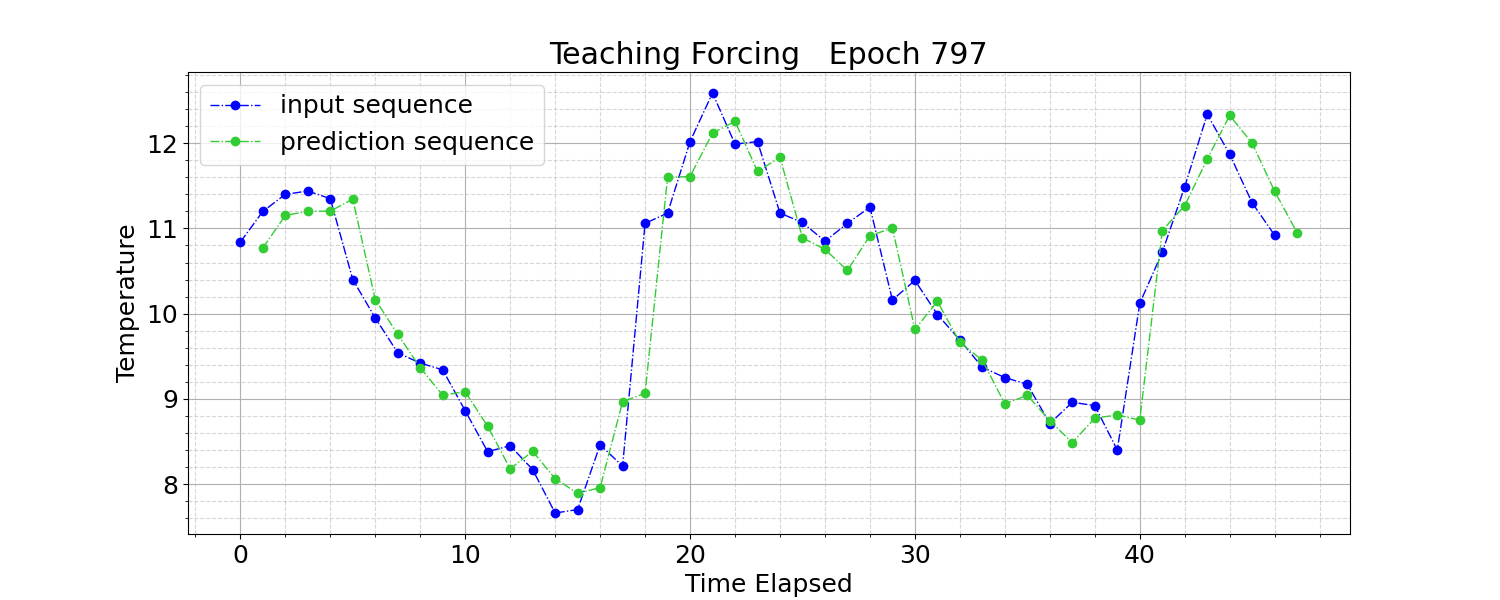 Teaching Forcing   Epoch 797
input sequence
prediction sequence
Temperature
12
11
10
9
8
0 10 20 30 40
Time Elapsed